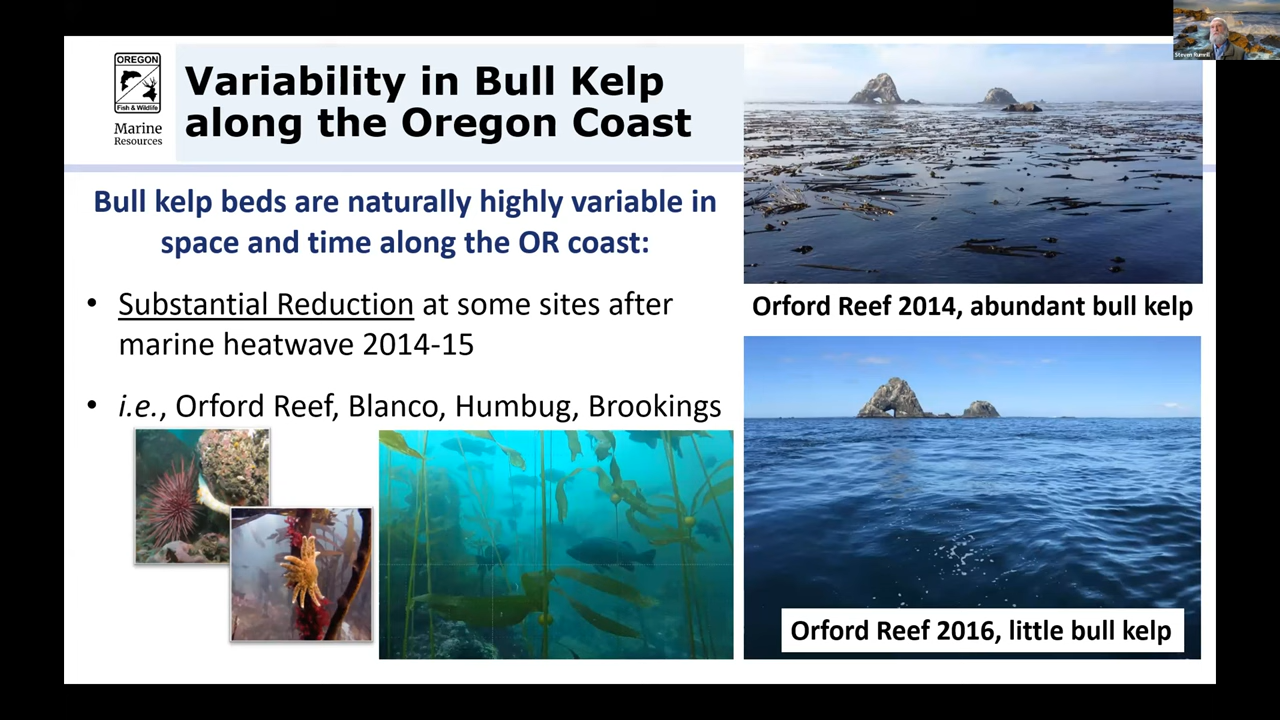 OREGON
Fish & Wildlife
Marine
Resources
Variability in Bull Kelp
along the Oregon Coast
Bull kelp beds are naturally highly variable in
space and time along the OR coast:
• Substantial Reduction at some sites after
marine heatwave 2014-15
• i.e., Orford Reef, Blanco, Humbug, Brookings
Orford Reef 2014, abundant bull kelp
Orford Reef 2016, little bull kelp
Steven Rumrill